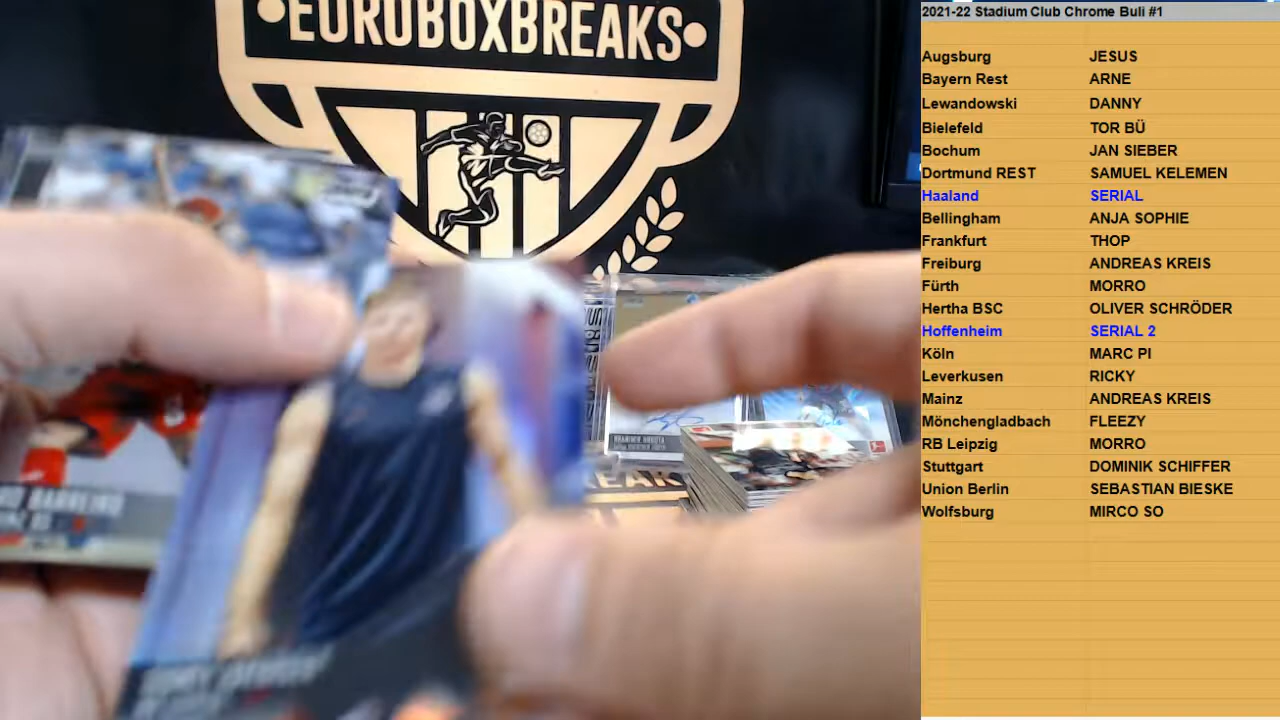 EUROBOXBREAKS
2021-22 Stadium Club Chrome Buli #1
Augsburg JESUS
Bayern Rest ARNE
Lewandowski DANNY
Bielefeld TOR BÜ
Bochum JAN SIEBER
Dortmund REST SAMUEL KELEMEN
Haaland SERIAL
Bellingham ANJA SOPHIE
Frankfurt THOP
Freiburg ANDREAS KREIS
Fürth MORRO
Hertha BSC OLIVER SCHRÖDER
Hoffenheim SERIAL 2
Köln MARC PI
Leverkusen RICKY
Mainz ANDREAS KREIS
Mönchengladbach FLEEZY
RB Leipzig MORRO
Stuttgart DOMINIK SCHIFFER
Union Berlin SEBASTIAN BIESKE
Wolfsburg MIRCO SO